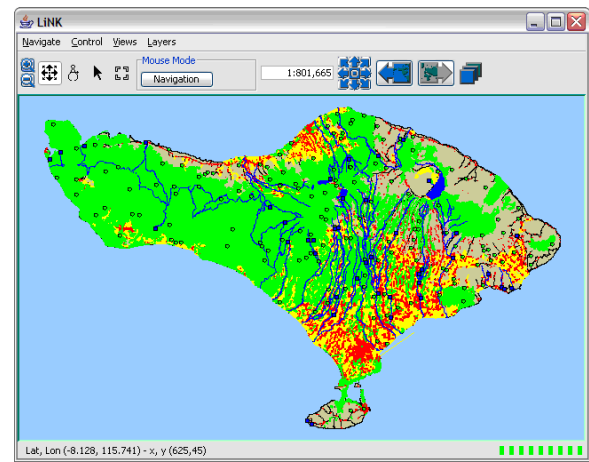 LiNK
Navigate Control Views Layers
Mouse Mode
Navigation
1:801,665
Lat, Lon (-8.128, 115.741) - x, y (625,45)